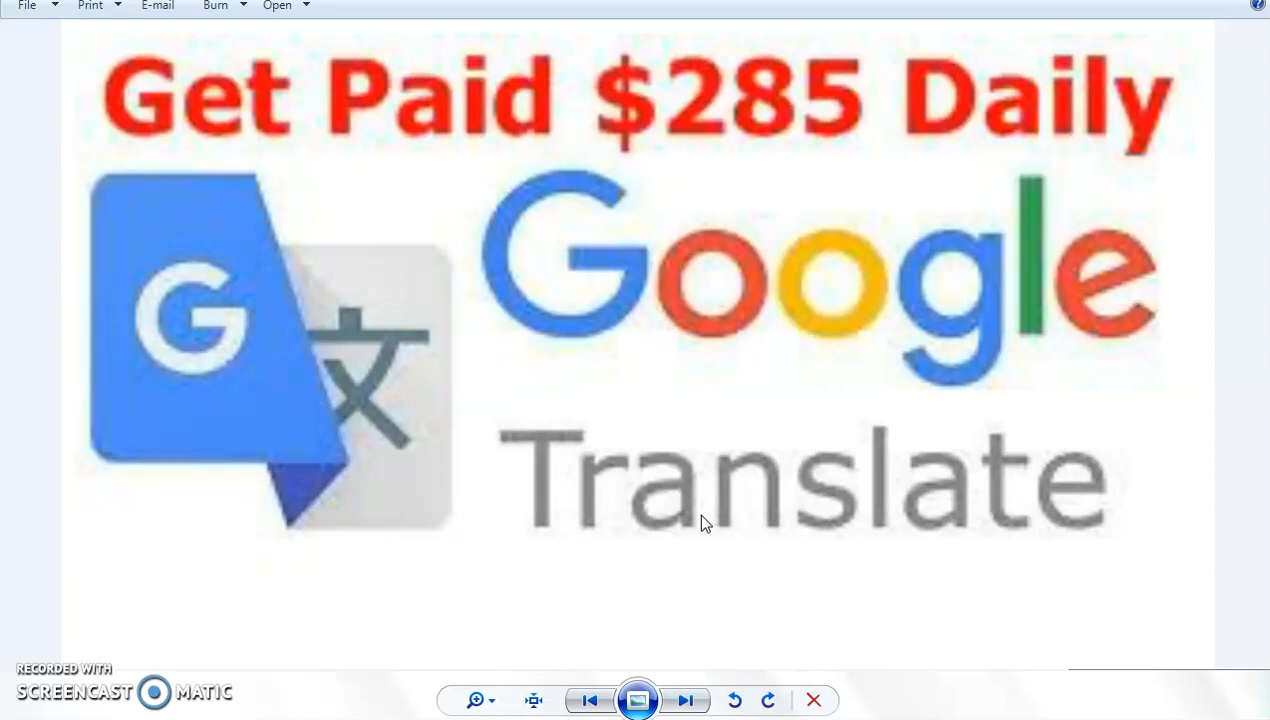 File Print E-mail Burn Open
Get Paid $285 Daily
G 文
Google
Translate
RECORDED WITH
SCREENCAST MATIC